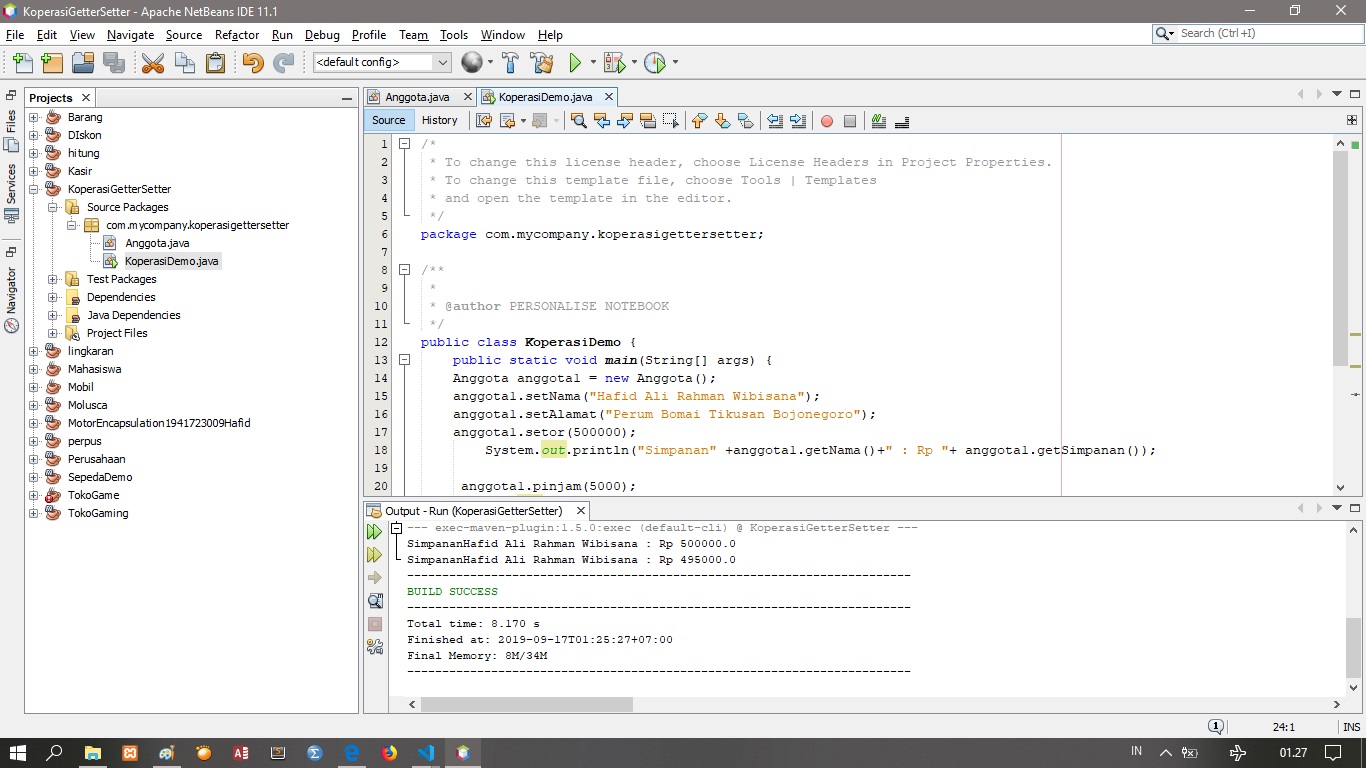 KoperasiGetterSetter - Apache NetBeans IDE 11.1
File Edit View Navigate Source Refactor Run Debug Profile Team Tools Window Help
Search (Ctrl+I)
<default config>
Files
Services
Navigator
Projects
Barang
DIskon
hitung
Kasir
KoperasiGetterSetter
Source Packages
com.mycompany.koperasigettersetter
Anggota.java
KoperasiDemo.java
Test Packages
Dependencies
Java Dependencies
Project Files
lingkaran
Mahasiswa
Mobil
Molusca
MotorEncapsulation1941723009Hafid
perpus
Perusahaan
SepedaDemo
TokoGame
TokoGaming
Anggota.java KoperasiDemo.java
Source History
1 /*
2 * To change this license header, choose License Headers in Project Properties.
3 * To change this template file, choose Tools | Templates
4 * and open the template in the editor.
5 */
6 package com.mycompany.koperasigettersetter;
7
8 /**
9 *
10 * @author PERSONALISE NOTEBOOK
11 */
12 public class KoperasiDemo {
13 public static void main(String[] args) {
14 Anggota anggota1 = new Anggota();
15 anggota1.setNama("Hafid Ali Rahman Wibisana");
16 anggota1.setAlamat("Perum Bomai Tikusan Bojonegoro");
17 anggota1.setor(500000);
18 System.out.println("Simpanan" +anggota1.getNama()+" : Rp "+ anggota1.getSimpanan());
19
20 anggota1.pinjam(5000);
Output - Run (KoperasiGetterSetter)
--- exec-maven-plugin:1.5.0:exec (default-cli) @ KoperasiGetterSetter ---
SimpananHafid Ali Rahman Wibisana : Rp 500000.0
SimpananHafid Ali Rahman Wibisana : Rp 495000.0
------------------------------------------------------------------------
BUILD SUCCESS
------------------------------------------------------------------------
Total time: 8.170 s
Finished at: 2019-09-17T01:25:27+07:00
Final Memory: 8M/34M
------------------------------------------------------------------------
1 24:1 INS
IN 01.27